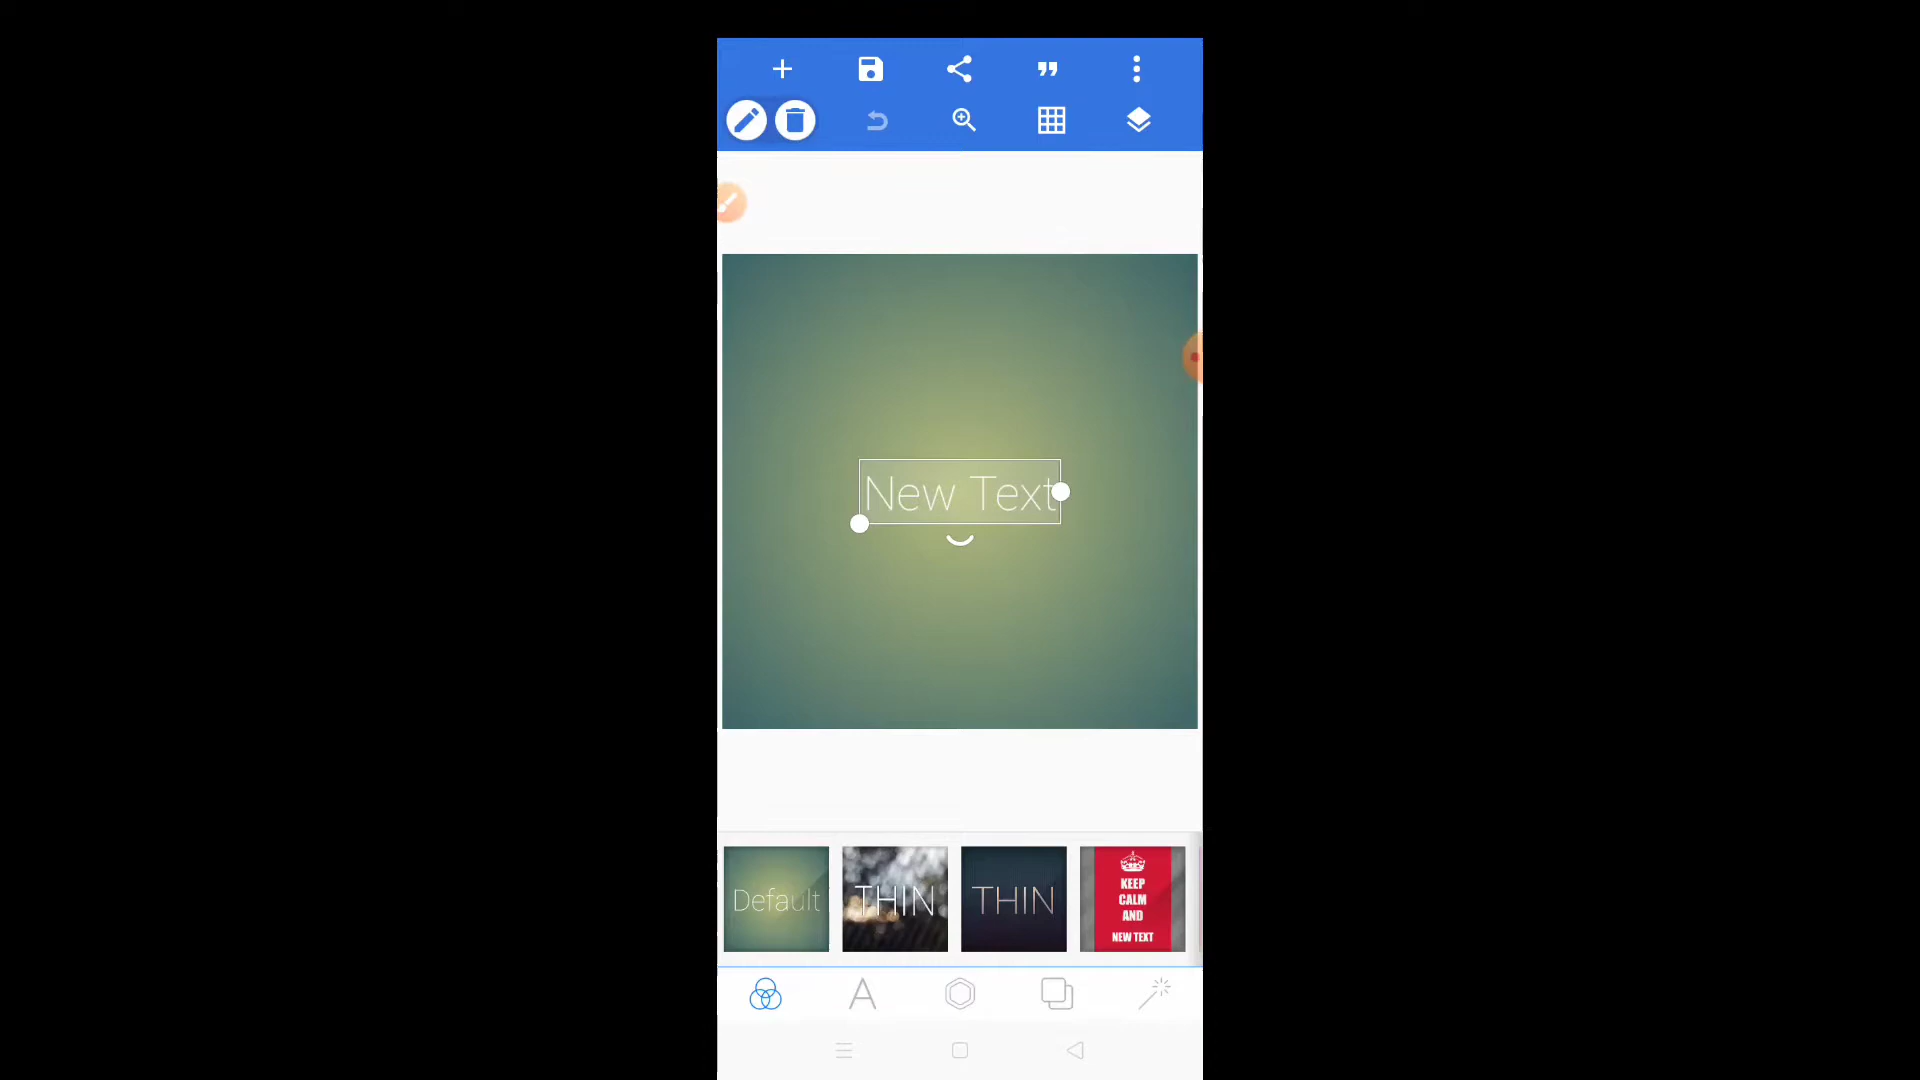 New Text
Default
THIN
THIN
KEEP
CALM
AND
NEW TEXT